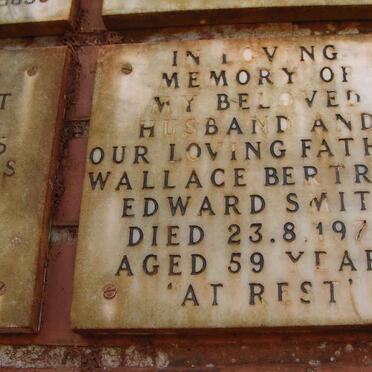 IN LOVING
MEMORY OF
MY BELOVED
HUSBAND AND
OUR LOVING FATH
WALLACE BERTR
EDWARD SMIT
DIED 23.8.197
AGED 59 YEAR
'AT REST'